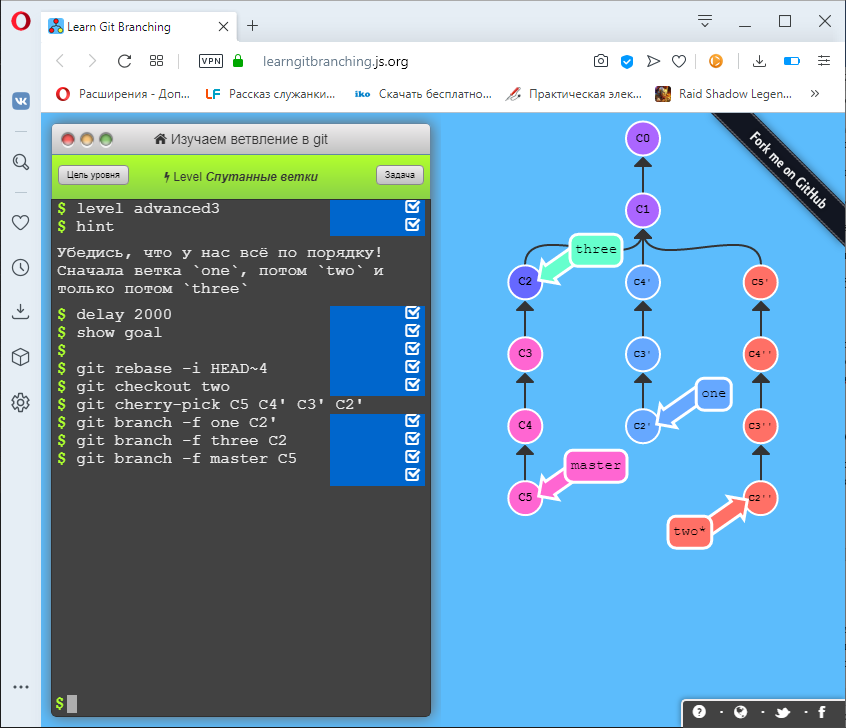 Learn Git Branching
VPN
learngitbranching.js.org
Расширения - Доп...
LF Рассказ служанки...
iko Скачать бесплатно...
Практическая элек...
Raid Shadow Legen...
Изучаем ветвление в git
Цель уровня
Level Спутанные ветки
Задача
$ level advanced3
$ hint
Убедись, что у нас всё по порядку!
Сначала ветка `one`, потом `two` и
только потом `three`
$ delay 2000
$ show goal
$
$ git rebase -i HEAD~4
$ git checkout two
$ git cherry-pick C5 C4' C3' C2'
$ git branch -f one C2'
$ git branch -f three C2
$ git branch -f master C5
$
C0
Fork me on GitHub
C1
three
C2
C4'
C5'
C3
C3'
C4''
one
C4
C2'
C3''
master
C5
C2''
two*